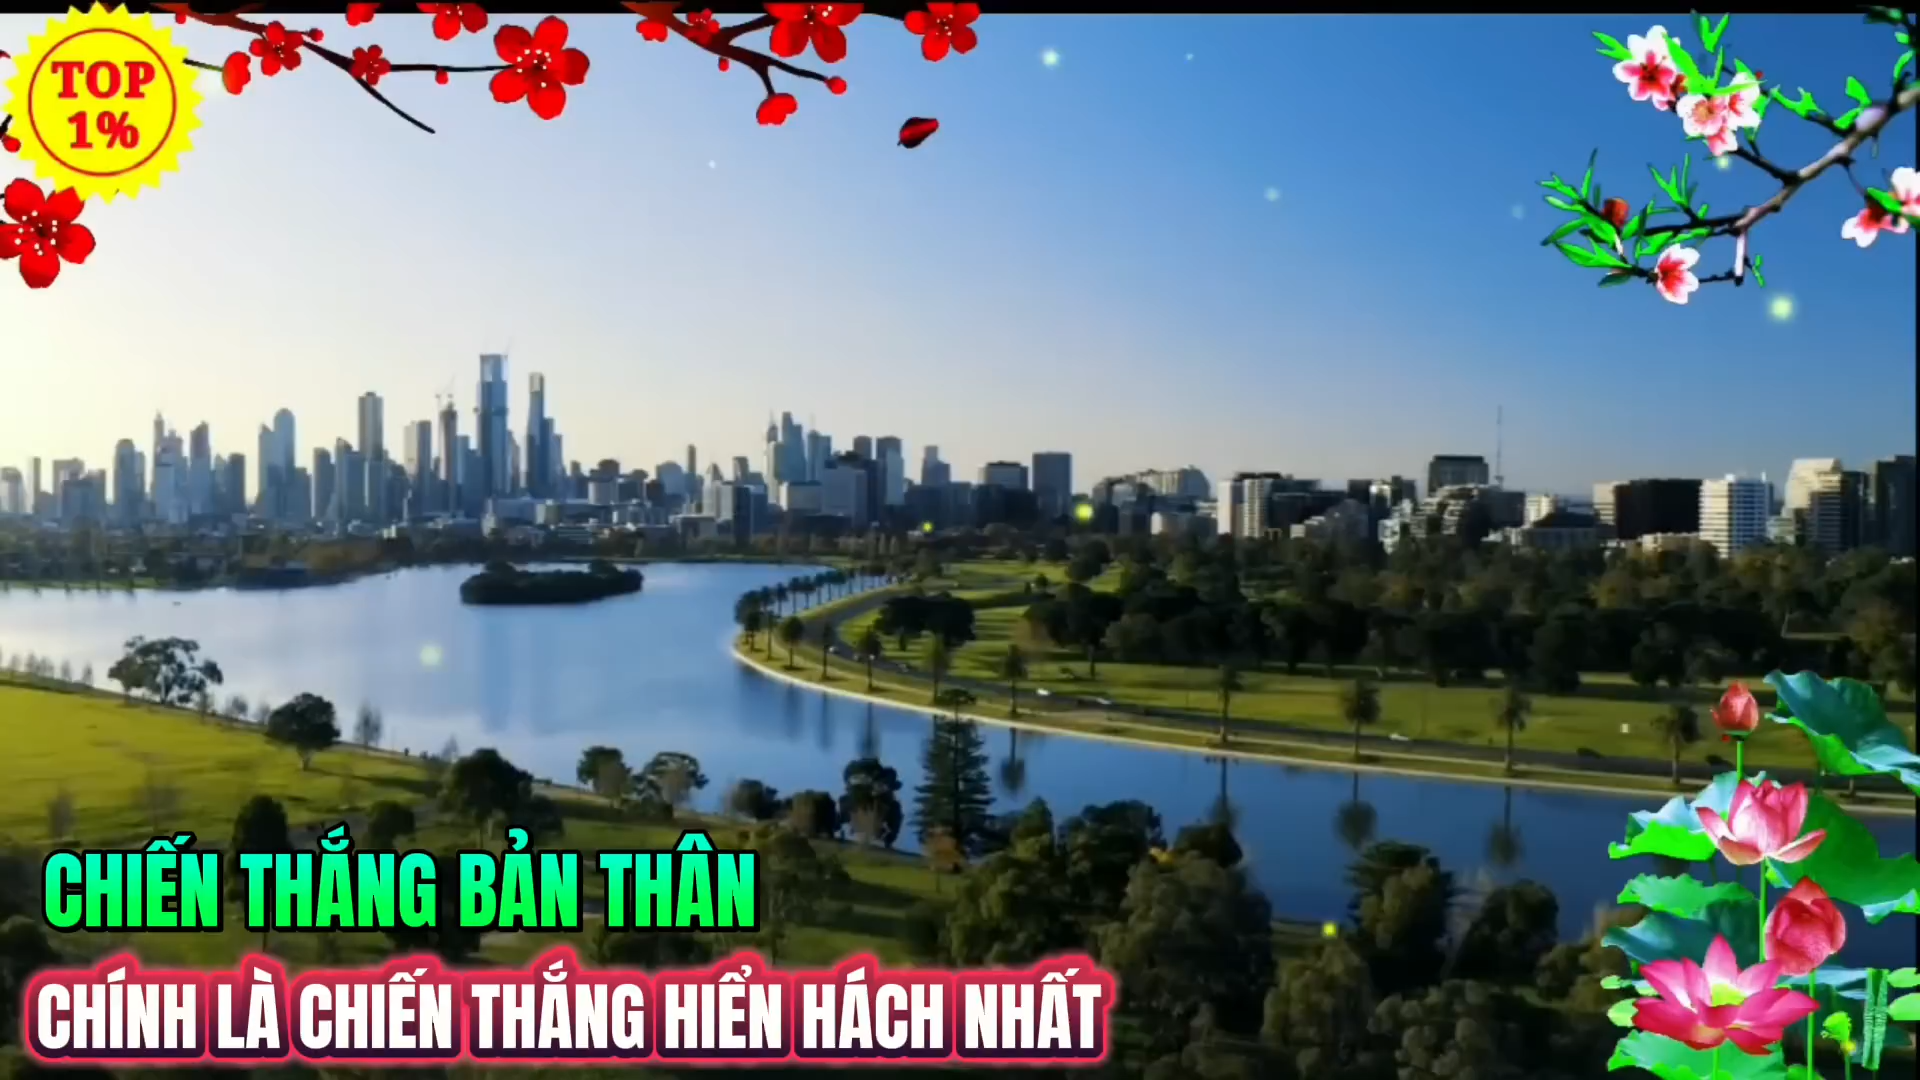 TOP
1%
CHIẾN THẮNG BẢN THÂN
CHÍNH LÀ CHIẾN THẮNG HIỂN HÁCH NHẤT